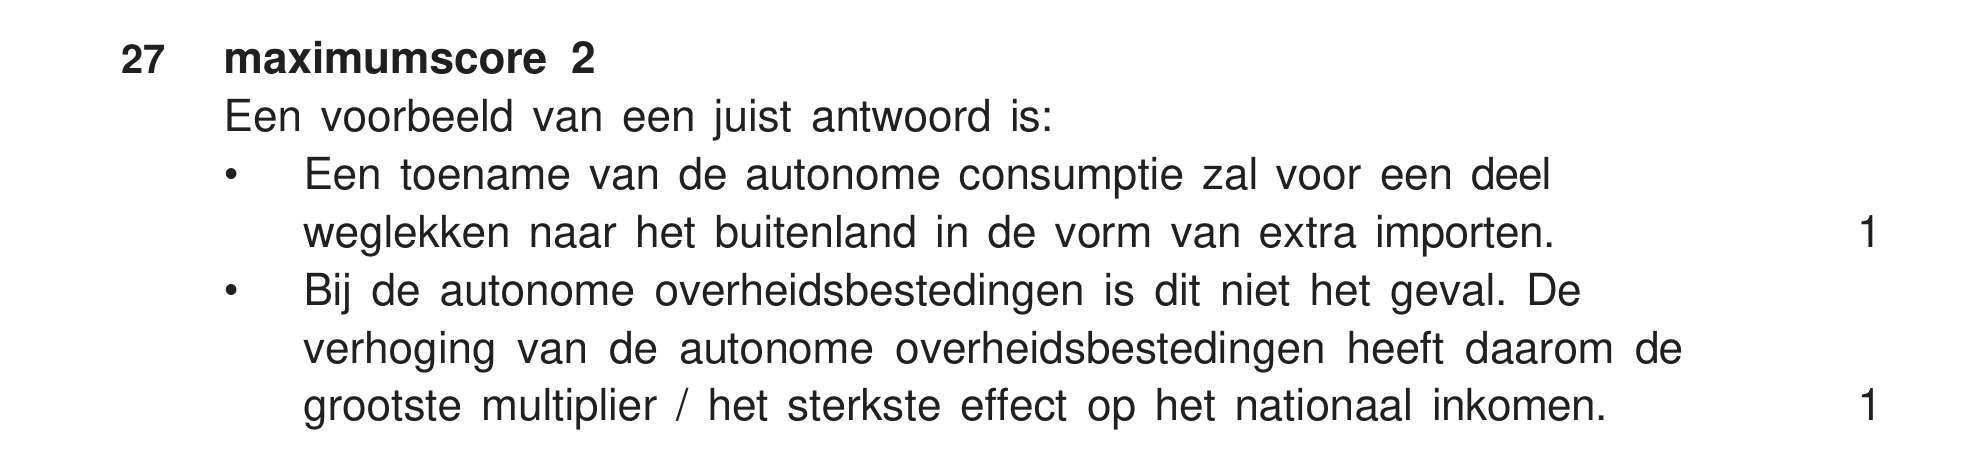 27 maximumscore 2
Een voorbeeld van een juist antwoord is:
• Een toename van de autonome consumptie zal voor een deel
weglekken naar het buitenland in de vorm van extra importen. 1
• Bij de autonome overheidsbestedingen is dit niet het geval. De
verhoging van de autonome overheidsbestedingen heeft daarom de
grootste multiplier / het sterkste effect op het nationaal inkomen. 1